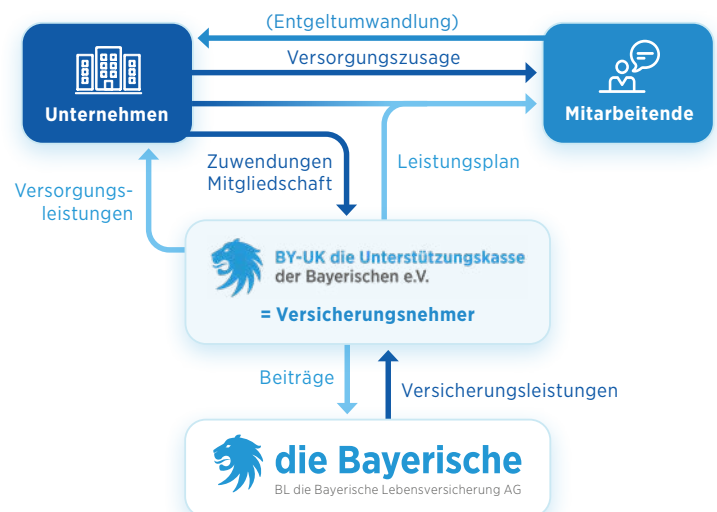 (Entgeltumwandlung)
Versorgungszusage
Unternehmen
Mitarbeitende
Zuwendungen
Mitgliedschaft
Leistungsplan
Versorgungs-
leistungen
BY-UK die Unterstützungskasse
der Bayerischen e.V.
= Versicherungsnehmer
Beiträge
Versicherungsleistungen
die Bayerische
BL die Bayerische Lebensversicherung AG